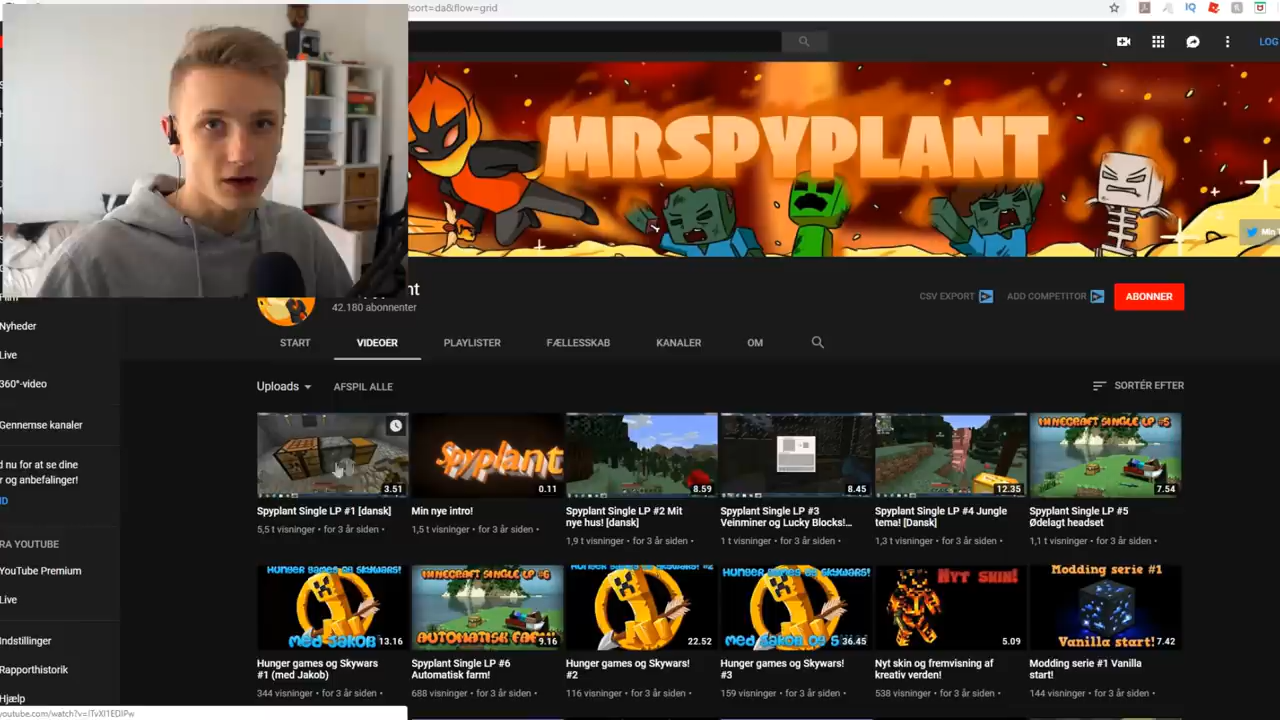 &sort=da&flow=grid
LOG
MRSPYPLANT
42.180 abonnenter
CSV EXPORT
ADD COMPETITOR
ABONNER
START
VIDEOER
PLAYLISTER
FÆLLESSKAB
KANALER
OM
Uploads
AFSPIL ALLE
SORTÉR EFTER
Nyheder
Live
360°-video
Gennemse kanaler
d nu for at se dine
r og anbefalinger!
RA YOUTUBE
YouTube Premium
Live
Indstillinger
Rapporthistorik
Hjælp
3.51
Spyplant
0.11
8.59
8.45
12.35
MINECRAFT SINGLE LP #5
7.54
Spyplant Single LP #1 [dansk]
5,5 t visninger • for 3 år siden •
Min nye intro!
1,5 t visninger • for 3 år siden •
Spyplant Single LP #2 Mit
nye hus! [dansk]
1,9 t visninger • for 3 år siden •
Spyplant Single LP #3
Veinminer og Lucky Blocks!...
1 t visninger • for 3 år siden •
Spyplant Single LP #4 Jungle
tema! [Dansk]
1,3 t visninger • for 3 år siden •
Spyplant Single LP #5
Ødelagt headset
1,1 t visninger • for 3 år siden •
HUNGER GAMES OG SKYWARS!
MED JAKOB
13.16
MINECRAFT SINGLE LP #6
AUTOMATISK FARM
9.16
HUNGER GAMES OG SKYWARS! #2
22.52
HUNGER GAMES OG SKYWARS!
MED JAKOB OG
36.45
NYT SKIN!
5.09
Modding serie #1
Vanilla start!
7.42
Hunger games og Skywars
#1 (med Jakob)
344 visninger • for 3 år siden •
Spyplant Single LP #6
Automatisk farm!
688 visninger • for 3 år siden •
Hunger games og Skywars!
#2
116 visninger • for 3 år siden •
Hunger games og Skywars!
#3
159 visninger • for 3 år siden •
Nyt skin og fremvisning af
kreativ verden!
538 visninger • for 3 år siden •
Modding serie #1 Vanilla
start!
144 visninger • for 3 år siden •